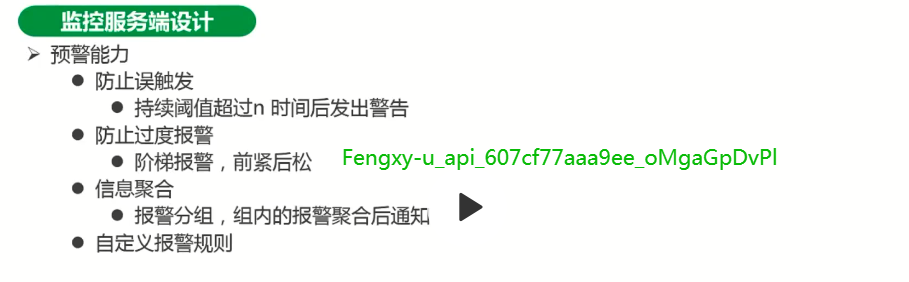 监控服务端设计
预警能力
防止误触发
持续阈值超过n 时间后发出警告
防止过度报警
阶梯报警，前紧后松
Fengxy-u_api_607cf77aaa9ee_oMgaGpDvPl
信息聚合
报警分组，组内的报警聚合后通知
自定义报警规则